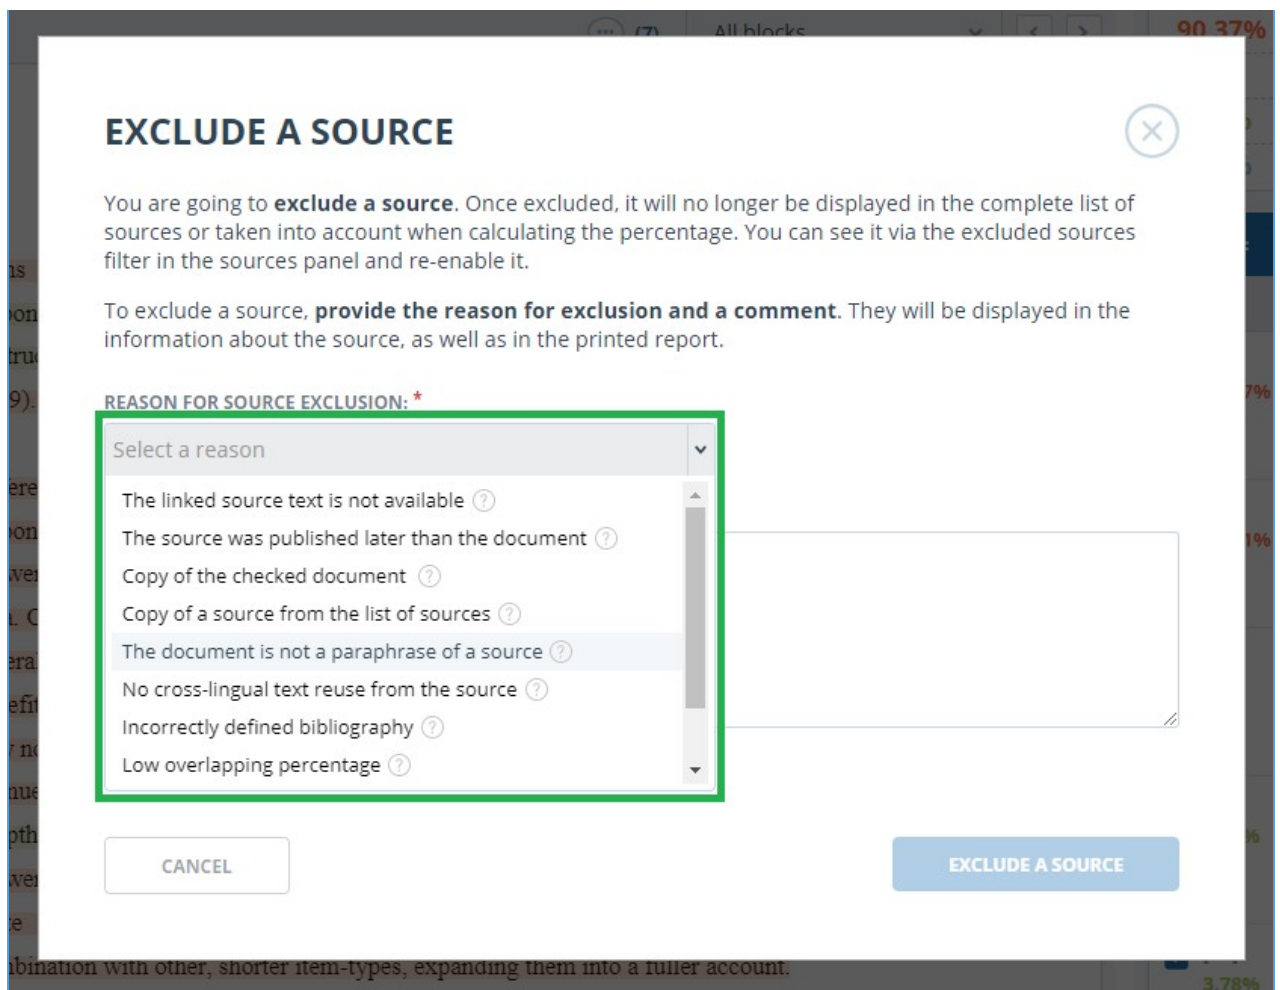 (7) All blocks 90.37%
EXCLUDE A SOURCE
You are going to exclude a source. Once excluded, it will no longer be displayed in the complete list of
sources or taken into account when calculating the percentage. You can see it via the excluded sources
filter in the sources panel and re-enable it.
To exclude a source, provide the reason for exclusion and a comment. They will be displayed in the
information about the source, as well as in the printed report.
REASON FOR SOURCE EXCLUSION: *
Select a reason
The linked source text is not available ?
The source was published later than the document ?
Copy of the checked document ?
Copy of a source from the list of sources ?
The document is not a paraphrase of a source ?
No cross-lingual text reuse from the source ?
Incorrectly defined bibliography ?
Low overlapping percentage ?
CANCEL
EXCLUDE A SOURCE
with other, shorter item-types, expanding them into a fuller account.
3.78%